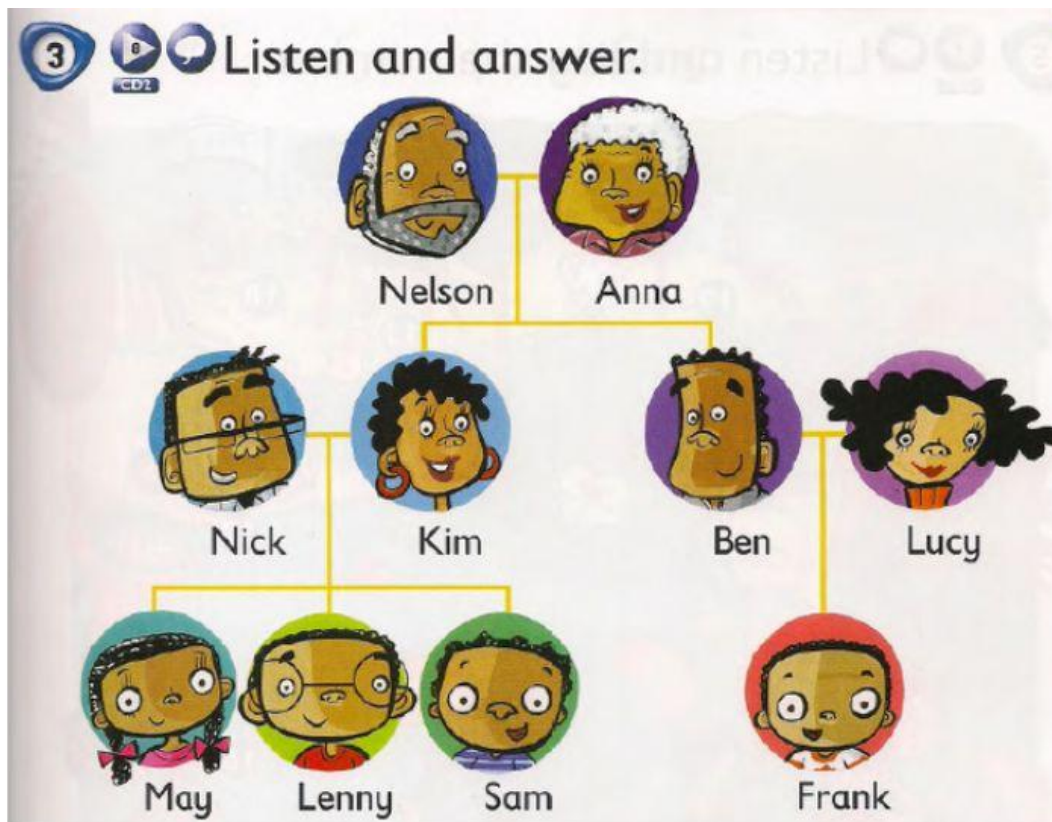 3 CD2 Listen and answer.
Nelson Anna
Nick Kim Ben Lucy
May Lenny Sam Frank